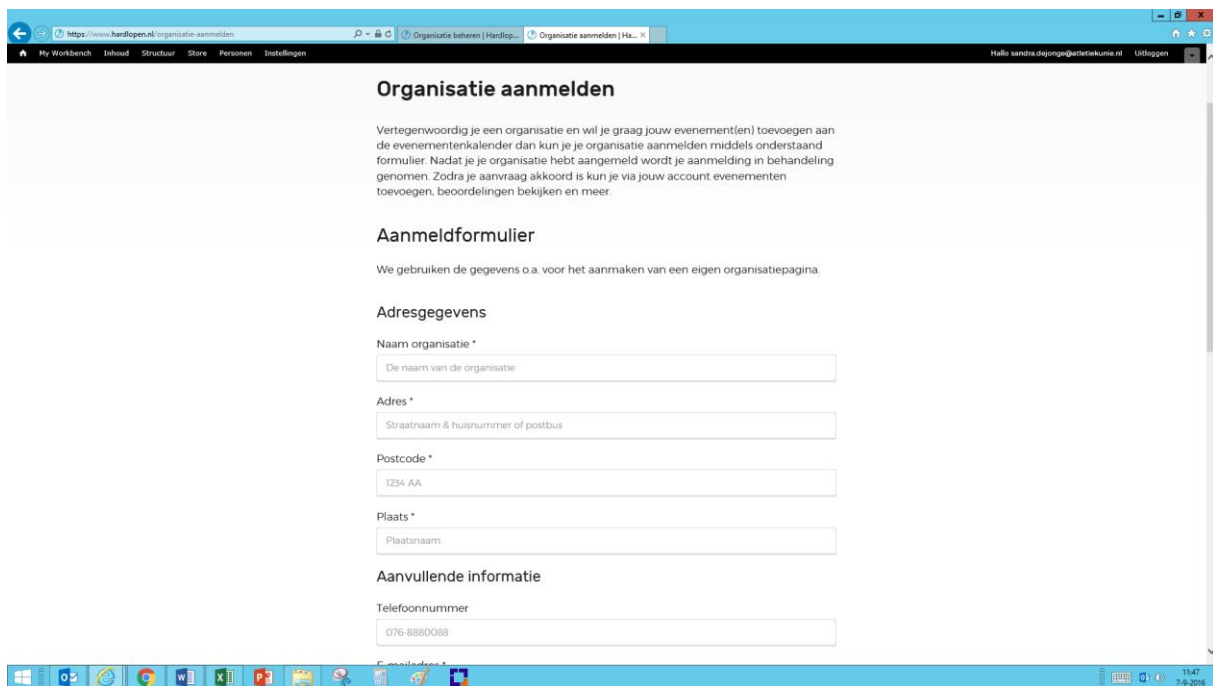 https://www.hardlopen.nl/organisatie-aanmelden
Organisatie beheren | Hardlop...
Organisatie aanmelden | Ha...
My Workbench Inhoud Structuur Store Personen Instellingen
Hallo sandra.dejonge@atletiekunie.nl Uitloggen
Organisatie aanmelden
Vertegenwoordig je een organisatie en wil je graag jouw evenement(en) toevoegen aan
de evenementenkalender dan kun je je organisatie aanmelden middels onderstaand
formulier. Nadat je je organisatie hebt aangemeld wordt je aanmelding in behandeling
genomen. Zodra je aanvraag akkoord is kun je via jouw account evenementen
toevoegen, beoordelingen bekijken en meer.
Aanmeldformulier
We gebruiken de gegevens o.a. voor het aanmaken van een eigen organisatiepagina.
Adresgegevens
Naam organisatie *
De naam van de organisatie
Adres *
Straatnaam & huisnummer of postbus
Postcode *
1234 AA
Plaats *
Plaatsnaam
Aanvullende informatie
Telefoonnummer
076-8880088
E-mailadres *
11:47
7-9-2016